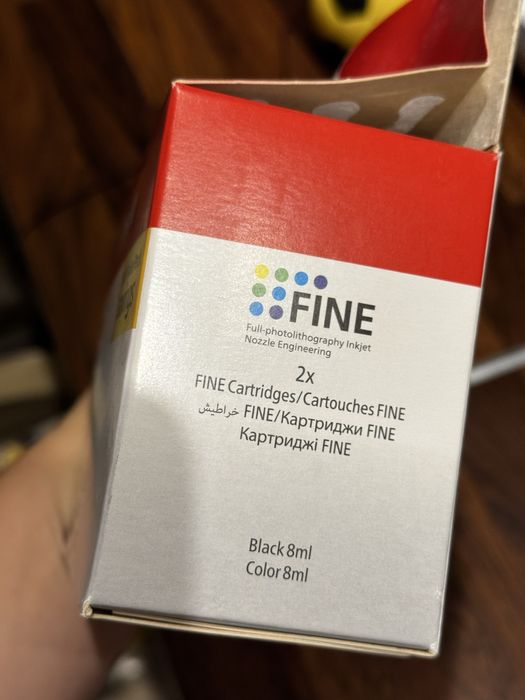 FINE
Full-photolithography Inkjet
Nozzle Engineering
2x
FINE Cartridges/Cartouches FINE
خراطيش FINE/Картриджи FINE
Картриджі FINE
Black 8ml
Color 8ml